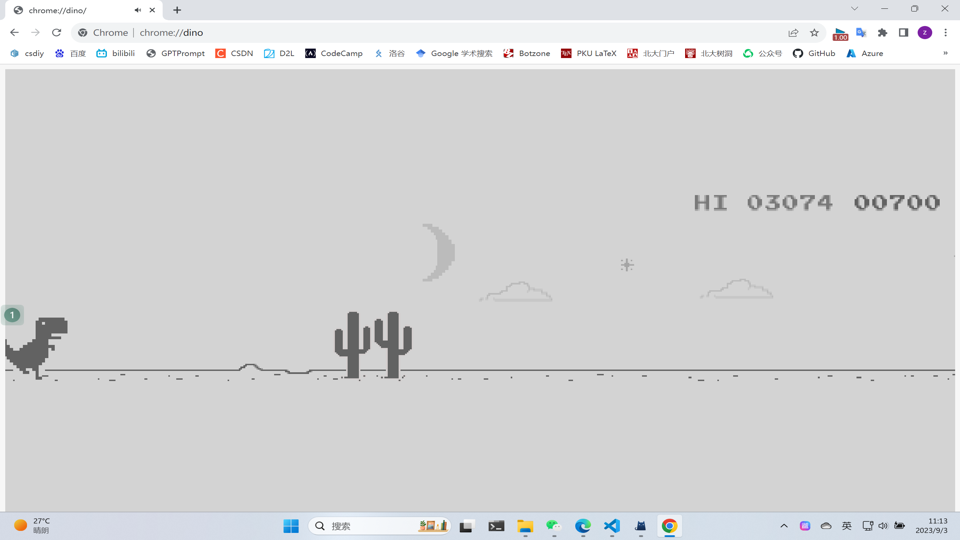 chrome://dino/
Chrome | chrome://dino
1.00
z
csdiy 百度 bilibili GPTPrompt CSDN D2L CodeCamp 洛谷 Google 学术搜索 Botzone PKU LaTeX 北大门户 北大树洞 公众号 GitHub Azure »
HI 03074 00700
1
27°C
晴朗
搜索
英
11:13
2023/9/3